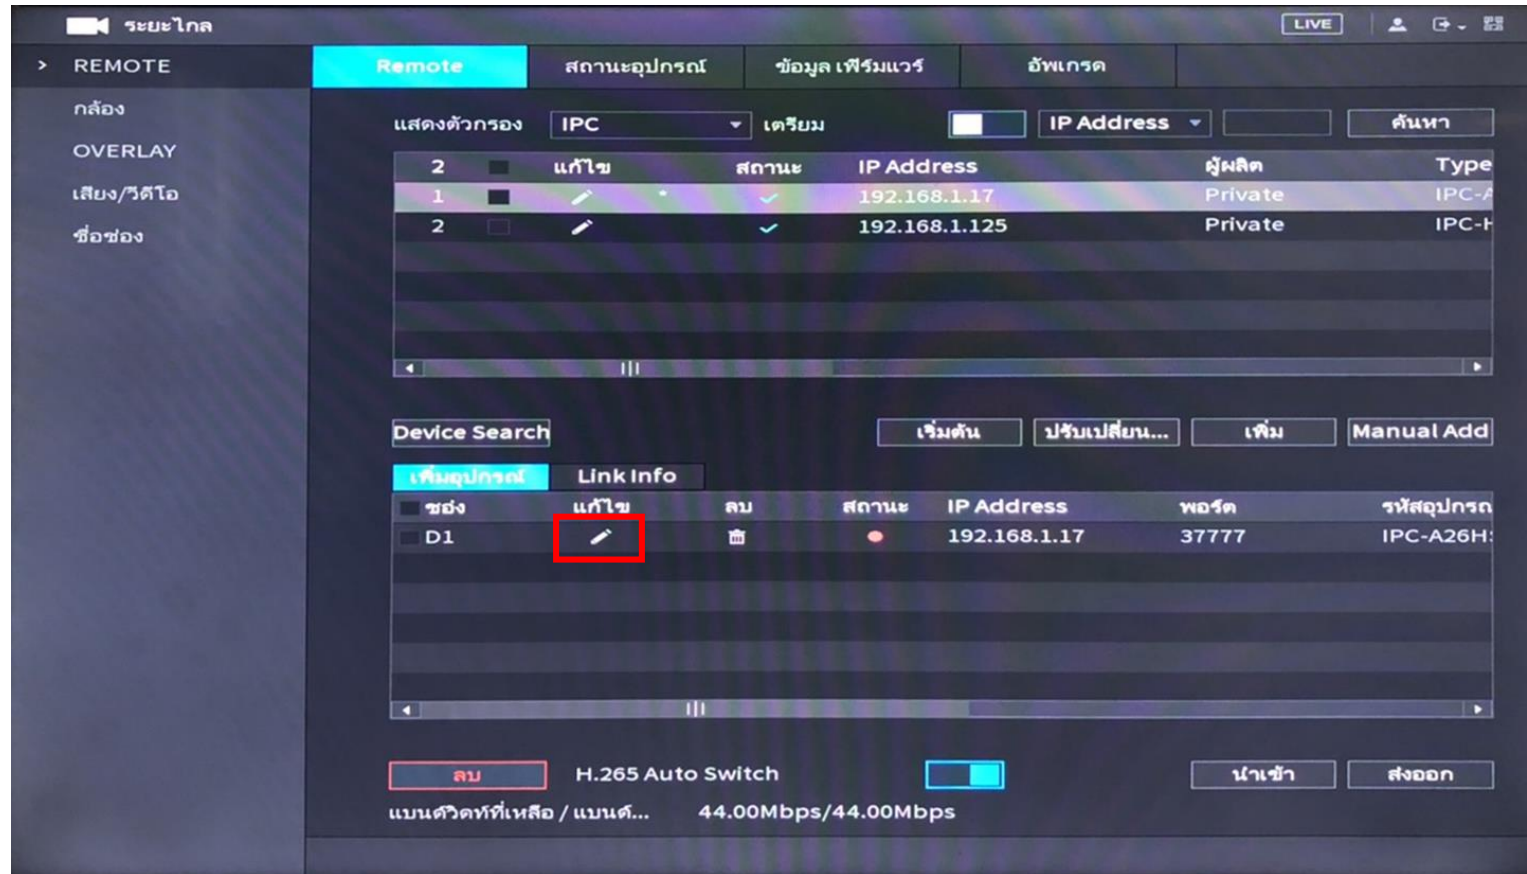 ระยะไกล LIVE
> REMOTE Remote สถานะอุปกรณ์ ข้อมูลเฟิร์มแวร์ อัพเกรด
กล้อง
แสดงตัวกรอง IPC เตรียม IP Address ค้นหา
OVERLAY
2 แก้ไข สถานะ IP Address ผู้ผลิต Type
เสียง/วีดีโอ
1 * 192.168.1.17 Private IPC-A
2 192.168.1.125 Private IPC-H
ชื่อช่อง
Device Search เริ่มต้น ปรับเปลี่ยน... เพิ่ม Manual Add
เพิ่มอุปกรณ์ Link Info
ช่อง แก้ไข ลบ สถานะ IP Address พอร์ต รหัสอุปกรณ
D1 192.168.1.17 37777 IPC-A26H
ลบ H.265 Auto Switch นำเข้า ส่งออก
แบนด์วิดท์ที่เหลือ / แบนด์... 44.00Mbps/44.00Mbps